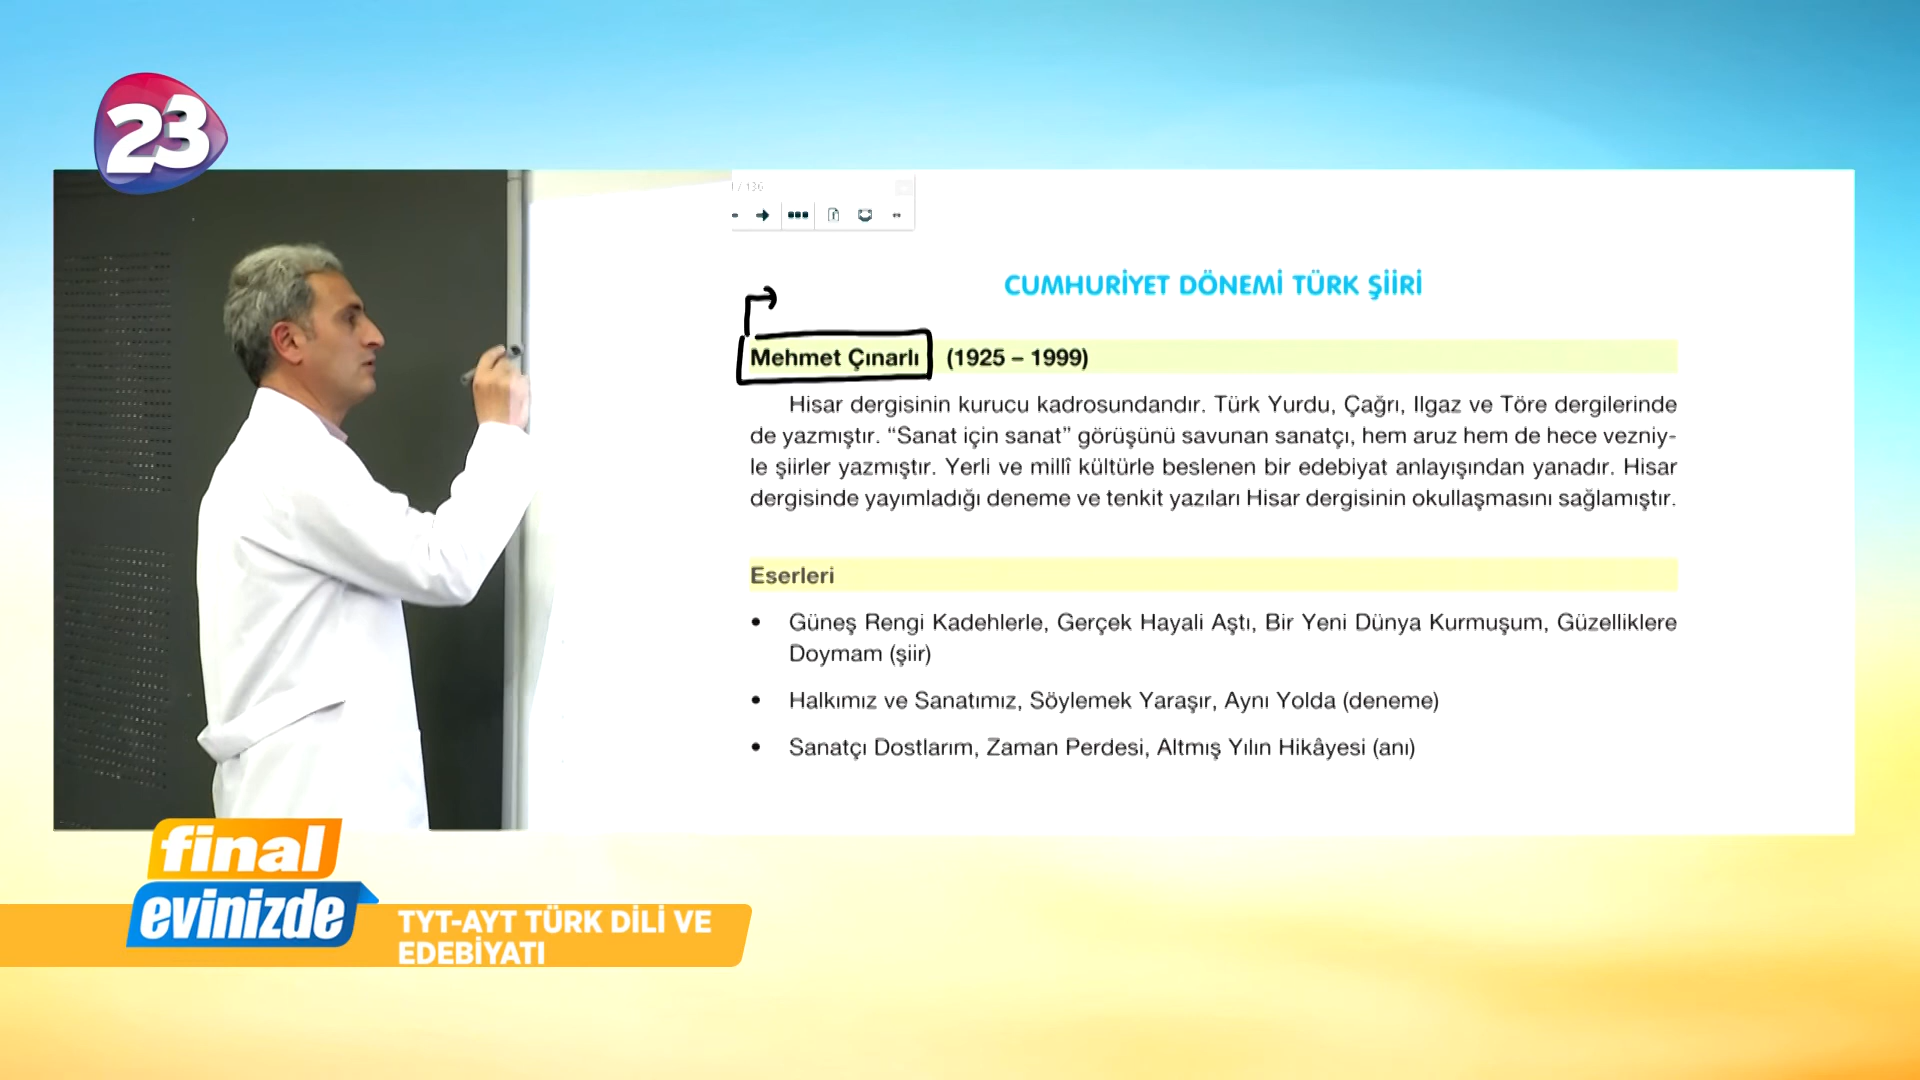 23
/ 136
CUMHURİYET DÖNEMİ TÜRK ŞİİRİ
Mehmet Çınarlı (1925 – 1999)
Hisar dergisinin kurucu kadrosundandır. Türk Yurdu, Çağrı, Ilgaz ve Töre dergilerinde
de yazmıştır. “Sanat için sanat” görüşünü savunan sanatçı, hem aruz hem de hece vezniy-
le şiirler yazmıştır. Yerli ve millî kültürle beslenen bir edebiyat anlayışından yanadır. Hisar
dergisinde yayımladığı deneme ve tenkit yazıları Hisar dergisinin okullaşmasını sağlamıştır.
Eserleri
• Güneş Rengi Kadehlerle, Gerçek Hayali Aştı, Bir Yeni Dünya Kurmuşum, Güzelliklere
Doymam (şiir)
• Halkımız ve Sanatımız, Söylemek Yaraşır, Aynı Yolda (deneme)
• Sanatçı Dostlarım, Zaman Perdesi, Altmış Yılın Hikâyesi (anı)
final
evinizde
TYT-AYT TÜRK DİLİ VE
EDEBİYATI